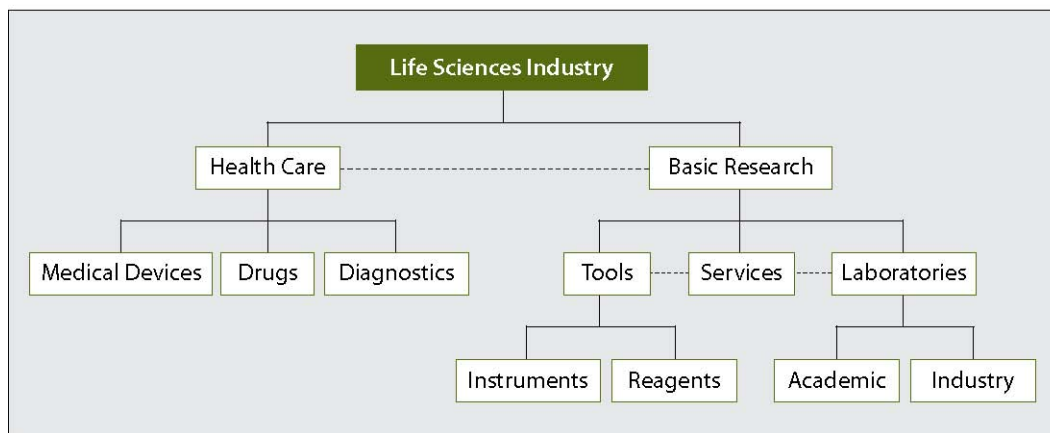 Life Sciences Industry
Health Care
Basic Research
Medical Devices
Drugs
Diagnostics
Tools
Services
Laboratories
Instruments
Reagents
Academic
Industry